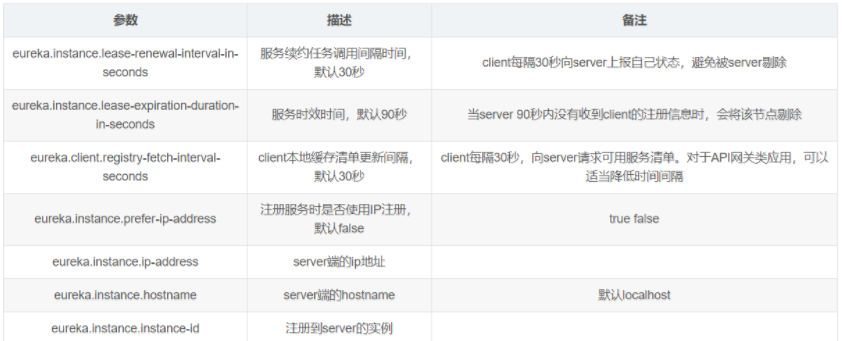 参数 描述 备注
eureka.instance.lease-renewal-interval-in-seconds 服务续约任务调用间隔时间，默认30秒 client每隔30秒向server上报自己状态，避免被server剔除
eureka.instance.lease-expiration-duration-in-seconds 服务时效时间，默认90秒 当server 90秒内没有收到client的注册信息时，会将该节点剔除
eureka.client.registry-fetch-interval-seconds client本地缓存清单更新间隔，默认30秒 client每隔30秒，向server请求可用服务清单。对于API网关类应用，可以适当降低时间间隔
eureka.instance.prefer-ip-address 注册服务时是否使用IP注册，默认false true false
eureka.instance.ip-address server端的ip地址
eureka.instance.hostname server端的hostname 默认localhost
eureka.instance.instance-id 注册到server的实例